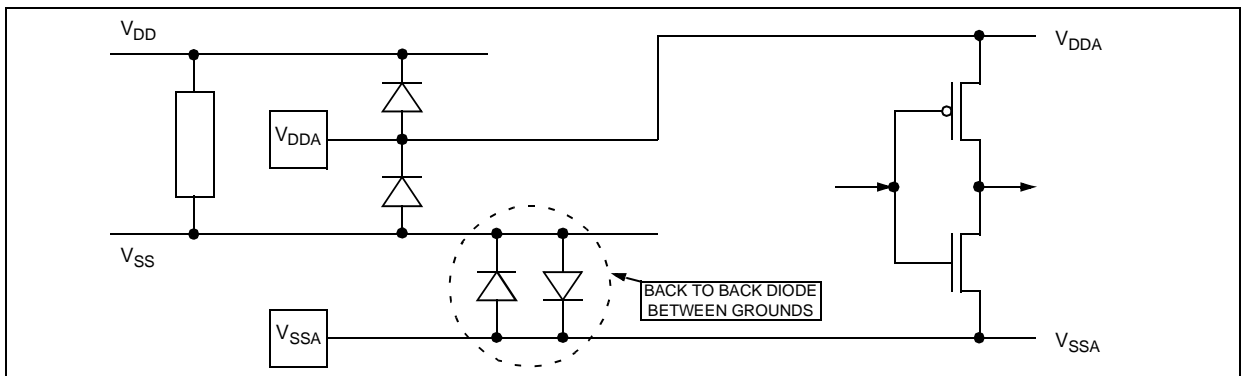 VDD
VDDA
VDDA
VSS
BACK TO BACK DIODE
BETWEEN GROUNDS
VSSA
VSSA